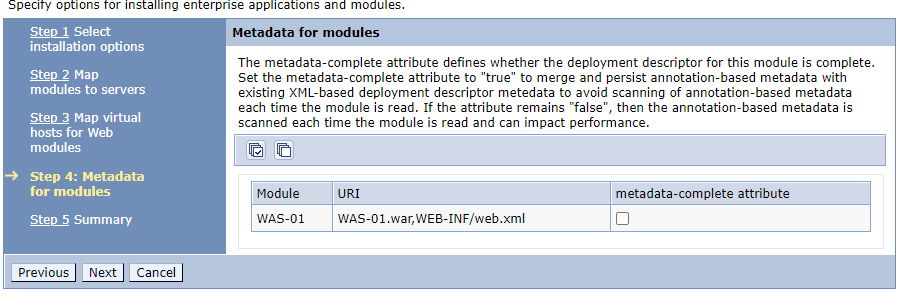 Specify options for installing enterprise applications and modules.
Step 1 Select
installation options
Step 2 Map
modules to servers
Step 3 Map virtual
hosts for Web
modules
Step 4: Metadata
for modules
Step 5 Summary
Metadata for modules
The metadata-complete attribute defines whether the deployment descriptor for this module is complete.
Set the metadata-complete attribute to "true" to merge and persist annotation-based metadata with
existing XML-based deployment descriptor metedata to avoid scanning of annotation-based metadata
each time the module is read. If the attribute remains "false", then the annotation-based metadata is
scanned each time the module is read and can impact performance.
Module URI metadata-complete attribute
WAS-01 WAS-01.war,WEB-INF/web.xml
Previous Next Cancel